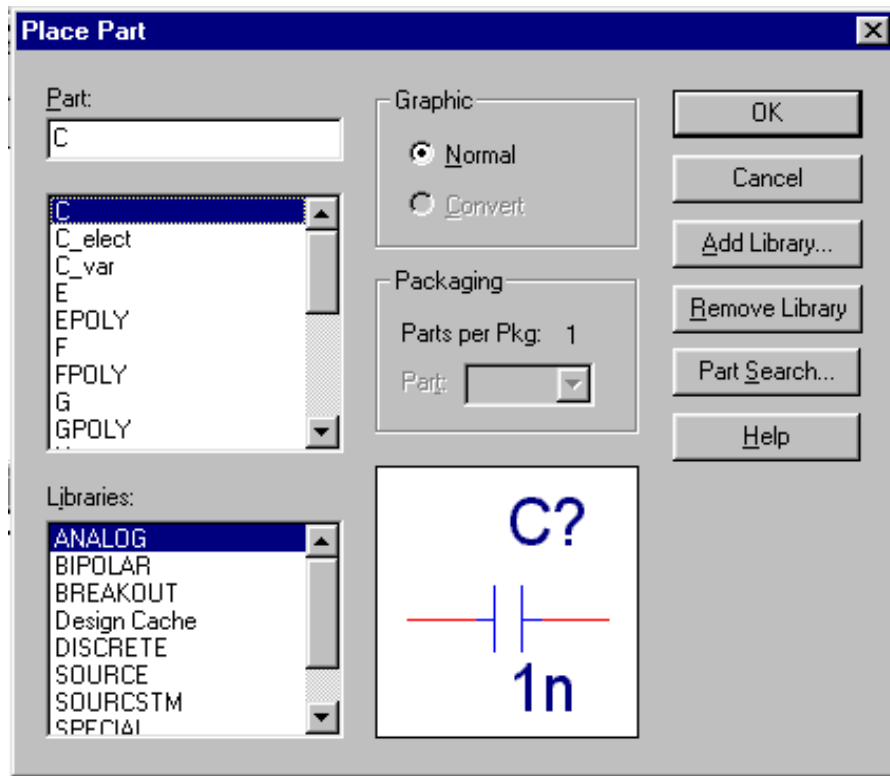 Place Part
Part:
C
C
C_elect
C_var
E
EPOLY
F
FPOLY
G
GPOLY
Libraries:
ANALOG
BIPOLAR
BREAKOUT
Design Cache
DISCRETE
SOURCE
SOURCSTM
SPECIAL
Graphic
Normal
Convert
Packaging
Parts per Pkg: 1
Part:
C?
1n
OK
Cancel
Add Library...
Remove Library
Part Search...
Help